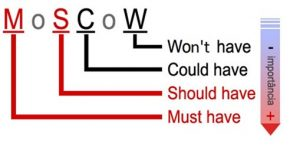 MoSCoW
Won't have
Could have
Should have
Must have
- importância +